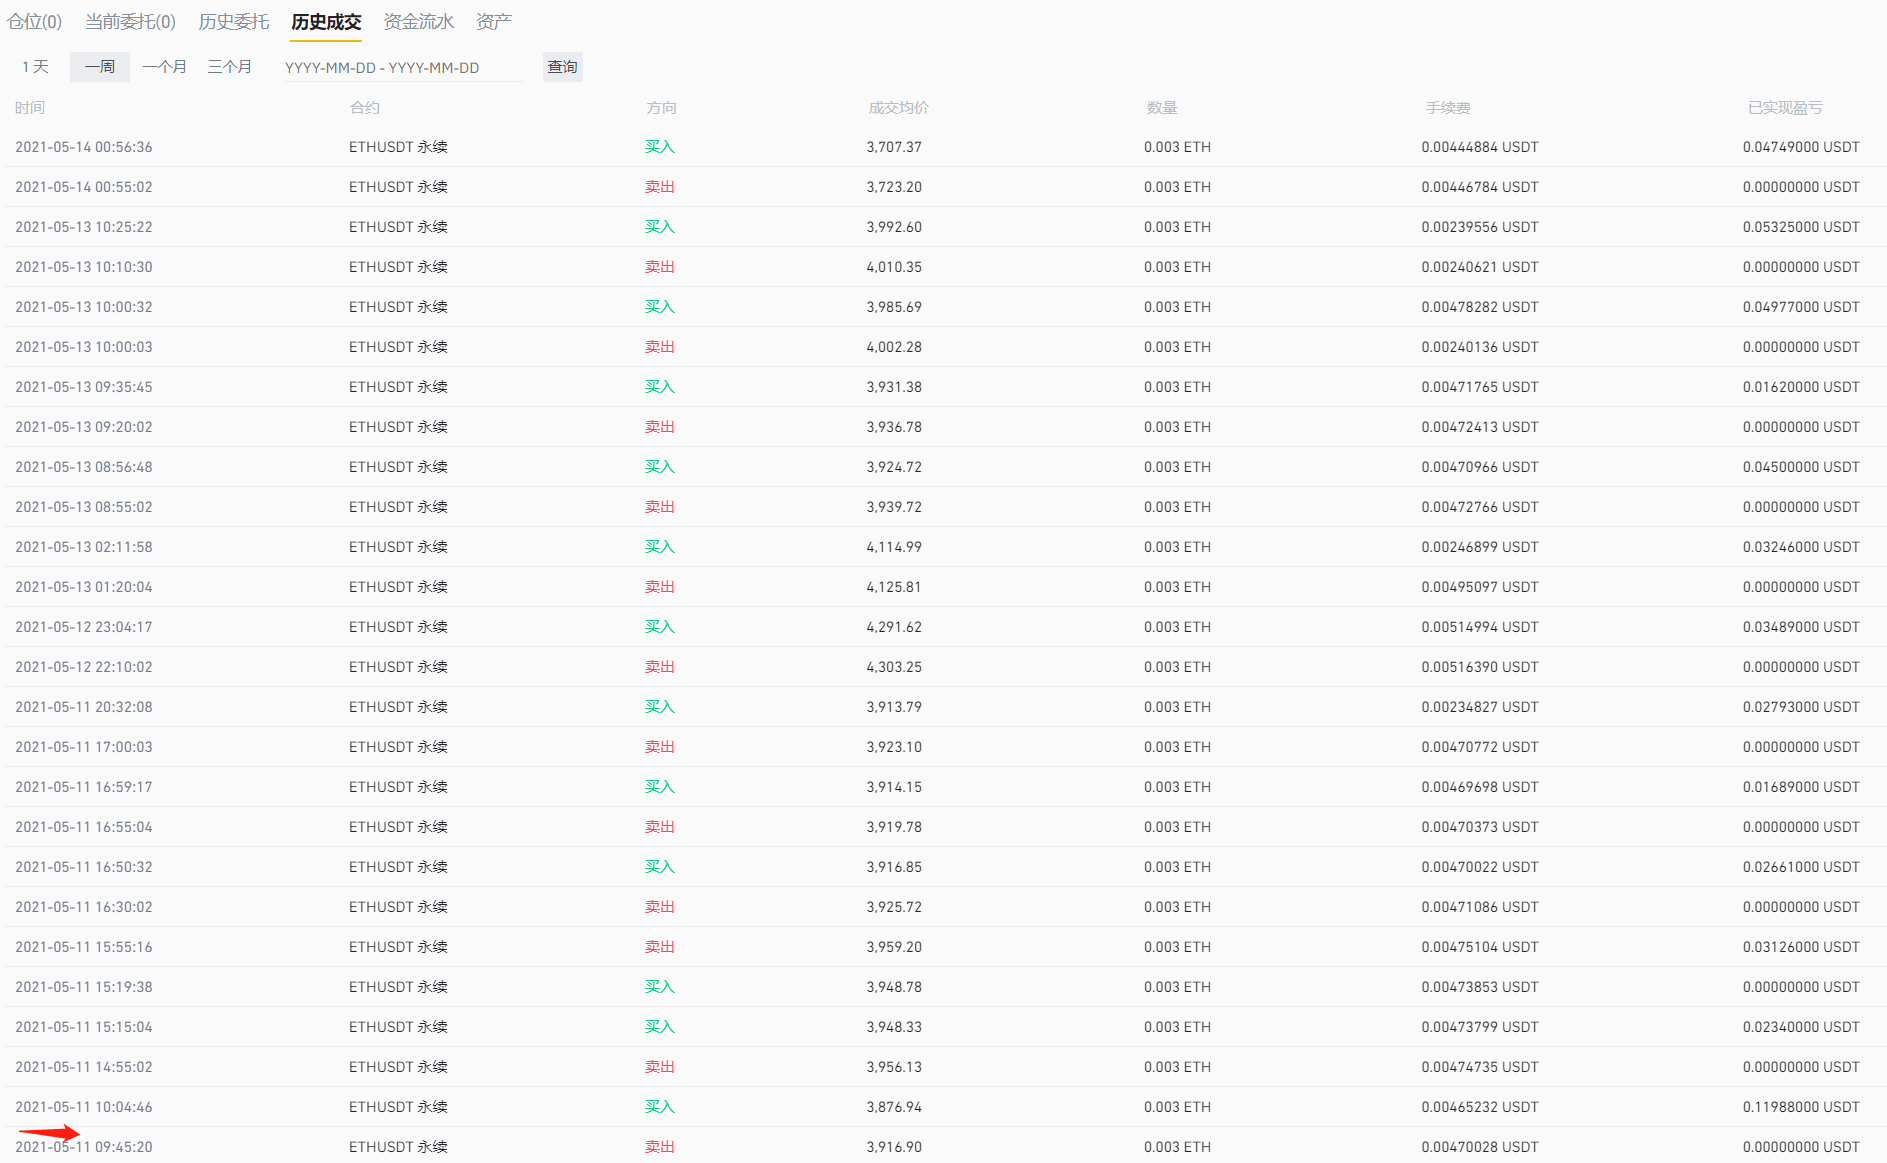 仓位(0) 当前委托(0) 历史委托 历史成交 资金流水 资产
1 天 一周 一个月 三个月 YYYY-MM-DD - YYYY-MM-DD 查询
时间 合约 方向 成交均价 数量 手续费 已实现盈亏
2021-05-14 00:56:36 ETHUSDT 永续 买入 3,707.37 0.003 ETH 0.00444884 USDT 0.04749000 USDT
2021-05-14 00:55:02 ETHUSDT 永续 卖出 3,723.20 0.003 ETH 0.00446784 USDT 0.00000000 USDT
2021-05-13 10:25:22 ETHUSDT 永续 买入 3,992.60 0.003 ETH 0.00239556 USDT 0.05325000 USDT
2021-05-13 10:10:30 ETHUSDT 永续 卖出 4,010.35 0.003 ETH 0.00240621 USDT 0.00000000 USDT
2021-05-13 10:00:32 ETHUSDT 永续 买入 3,985.69 0.003 ETH 0.00478282 USDT 0.04977000 USDT
2021-05-13 10:00:03 ETHUSDT 永续 卖出 4,002.28 0.003 ETH 0.00240136 USDT 0.00000000 USDT
2021-05-13 09:35:45 ETHUSDT 永续 买入 3,931.38 0.003 ETH 0.00471765 USDT 0.01620000 USDT
2021-05-13 09:20:02 ETHUSDT 永续 卖出 3,936.78 0.003 ETH 0.00472413 USDT 0.00000000 USDT
2021-05-13 08:56:48 ETHUSDT 永续 买入 3,924.72 0.003 ETH 0.00470966 USDT 0.04500000 USDT
2021-05-13 08:55:02 ETHUSDT 永续 卖出 3,939.72 0.003 ETH 0.00472766 USDT 0.00000000 USDT
2021-05-13 02:11:58 ETHUSDT 永续 买入 4,114.99 0.003 ETH 0.00246899 USDT 0.03246000 USDT
2021-05-13 01:20:04 ETHUSDT 永续 卖出 4,125.81 0.003 ETH 0.00495097 USDT 0.00000000 USDT
2021-05-12 23:04:17 ETHUSDT 永续 买入 4,291.62 0.003 ETH 0.00514994 USDT 0.03489000 USDT
2021-05-12 22:10:02 ETHUSDT 永续 卖出 4,303.25 0.003 ETH 0.00516390 USDT 0.00000000 USDT
2021-05-11 20:32:08 ETHUSDT 永续 买入 3,913.79 0.003 ETH 0.00234827 USDT 0.02793000 USDT
2021-05-11 17:00:03 ETHUSDT 永续 卖出 3,923.10 0.003 ETH 0.00470772 USDT 0.00000000 USDT
2021-05-11 16:59:17 ETHUSDT 永续 买入 3,914.15 0.003 ETH 0.00469698 USDT 0.01689000 USDT
2021-05-11 16:55:04 ETHUSDT 永续 卖出 3,919.78 0.003 ETH 0.00470373 USDT 0.00000000 USDT
2021-05-11 16:50:32 ETHUSDT 永续 买入 3,916.85 0.003 ETH 0.00470022 USDT 0.02661000 USDT
2021-05-11 16:30:02 ETHUSDT 永续 卖出 3,925.72 0.003 ETH 0.00471086 USDT 0.00000000 USDT
2021-05-11 15:55:16 ETHUSDT 永续 卖出 3,959.20 0.003 ETH 0.00475104 USDT 0.03126000 USDT
2021-05-11 15:19:38 ETHUSDT 永续 买入 3,948.78 0.003 ETH 0.00473853 USDT 0.00000000 USDT
2021-05-11 15:15:04 ETHUSDT 永续 买入 3,948.33 0.003 ETH 0.00473799 USDT 0.02340000 USDT
2021-05-11 14:55:02 ETHUSDT 永续 卖出 3,956.13 0.003 ETH 0.00474735 USDT 0.00000000 USDT
2021-05-11 10:04:46 ETHUSDT 永续 买入 3,876.94 0.003 ETH 0.00465232 USDT 0.11988000 USDT
2021-05-11 09:45:20 ETHUSDT 永续 卖出 3,916.90 0.003 ETH 0.00470028 USDT 0.00000000 USDT